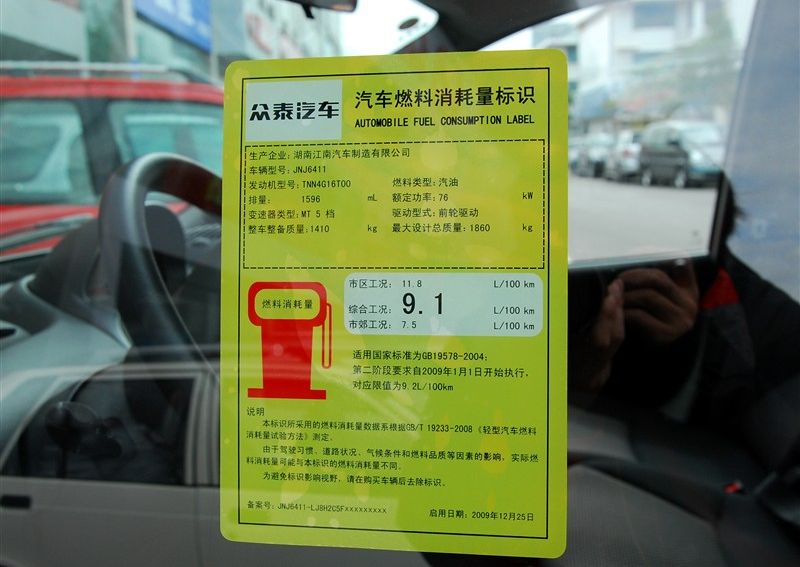 众泰汽车
汽车燃料消耗量标识
AUTOMOBILE FUEL CONSUMPTION LABEL
生产企业: 湖南江南汽车制造有限公司
车辆型号: JNJ6411
发动机型号: TNN4G16T00 燃料类型: 汽油
排量: 1596 mL 额定功率: 76 kW
变速器类型: MT 5 档 驱动型式: 前轮驱动
整车整备质量: 1410 kg 最大设计总质量: 1860 kg
燃料消耗量
市区工况: 11.8 L/100 km
综合工况: 9.1 L/100 km
市郊工况: 7.5 L/100 km
适用国家标准为GB19578-2004;
第二阶段要求自2009年1月1日开始执行,
对应限值为9.2L/100km
说明
本标识所采用的燃料消耗量数据系根据GB/T 19233-2008《轻型汽车燃料
消耗量试验方法》测定。
由于驾驶习惯、道路状况、气候条件和燃料品质等因素的影响, 实际燃
料消耗量可能与本标识的燃料消耗量不同。
为避免标识影响视野, 请在购买车辆后去除标识。
备案号: JNJ6411-LJ8H2C5Fxxxxxxxxx 启用日期: 2009年12月25日